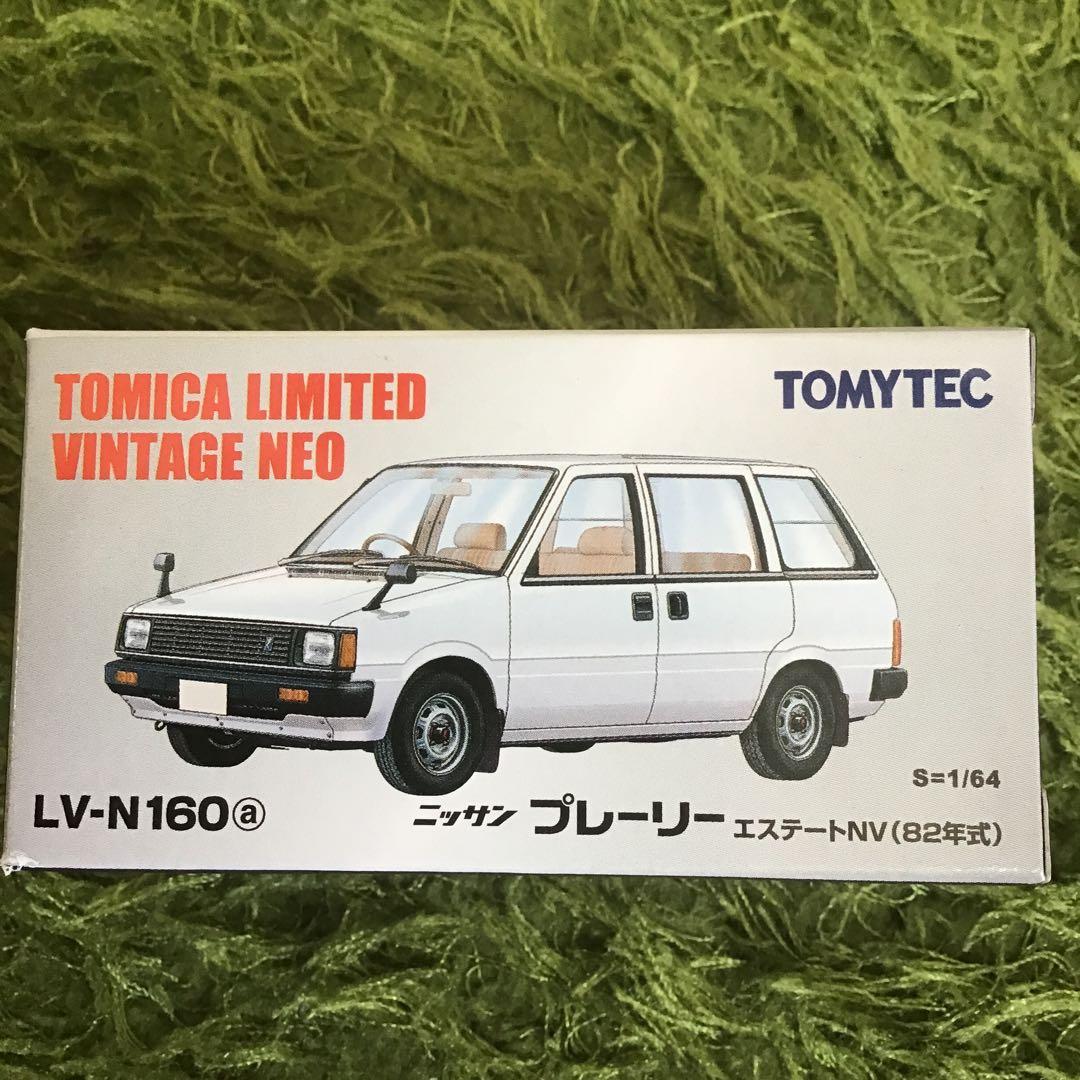 TOMICA LIMITED
VINTAGE NEO
TOMYTEC
S=1/64
LV-N160ⓐ
ニッサン プレーリー エステートNV(82年式)